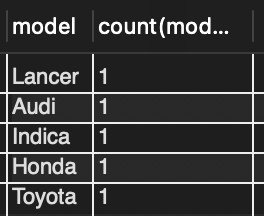 model count(mod...
Lancer 1
Audi 1
Indica 1
Honda 1
Toyota 1